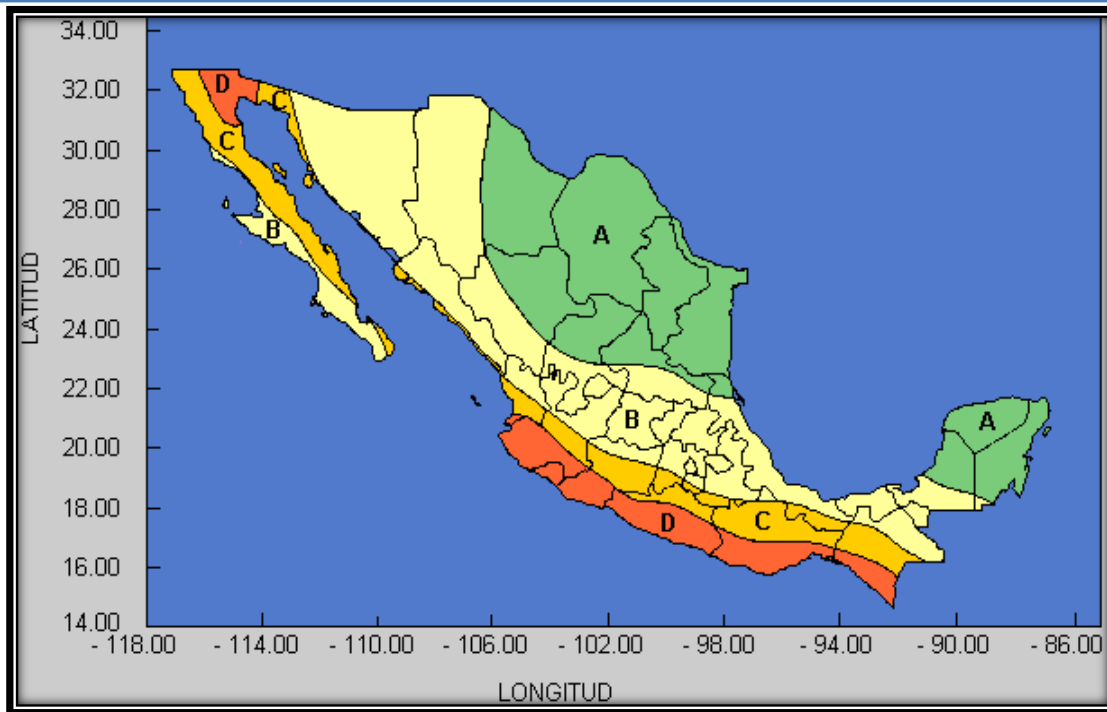 34.00
32.00
30.00
28.00
26.00
24.00
22.00
20.00
18.00
16.00
14.00
LATITUD
D
C
C
B
A
B
A
C
D
- 118.00 - 114.00 - 110.00 - 106.00 - 102.00 - 98.00 - 94.00 - 90.00 - 86.00
LONGITUD